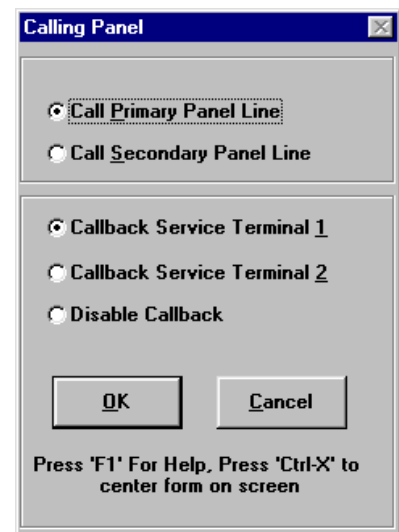 Calling Panel
Call Primary Panel Line
Call Secondary Panel Line
Callback Service Terminal 1
Callback Service Terminal 2
Disable Callback
OK
Cancel
Press 'F1' For Help, Press 'Ctrl-X' to
center form on screen